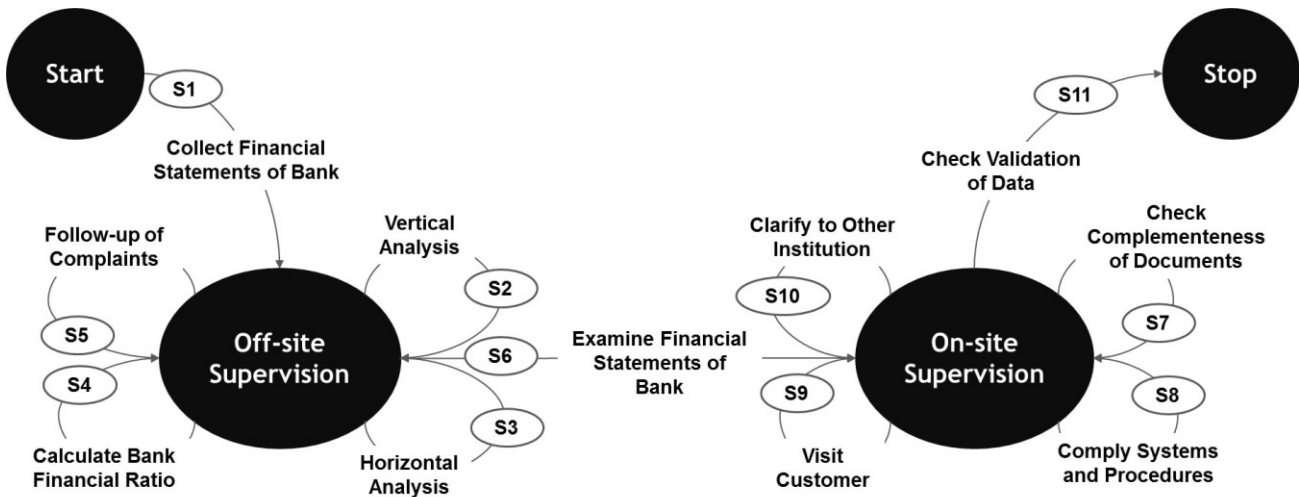 Start
S1
Collect Financial
Statements of Bank
Follow-up of
Complaints
S5
S4
Calculate Bank
Financial Ratio
Off-site
Supervision
Vertical
Analysis
S2
S6
S3
Horizontal
Analysis
Examine Financial
Statements of
Bank
Clarify to Other
Institution
S10
S9
Visit
Customer
On-site
Supervision
Check Validation
of Data
S11
Stop
Check
Complementeness
of Documents
S7
S8
Comply Systems
and Procedures